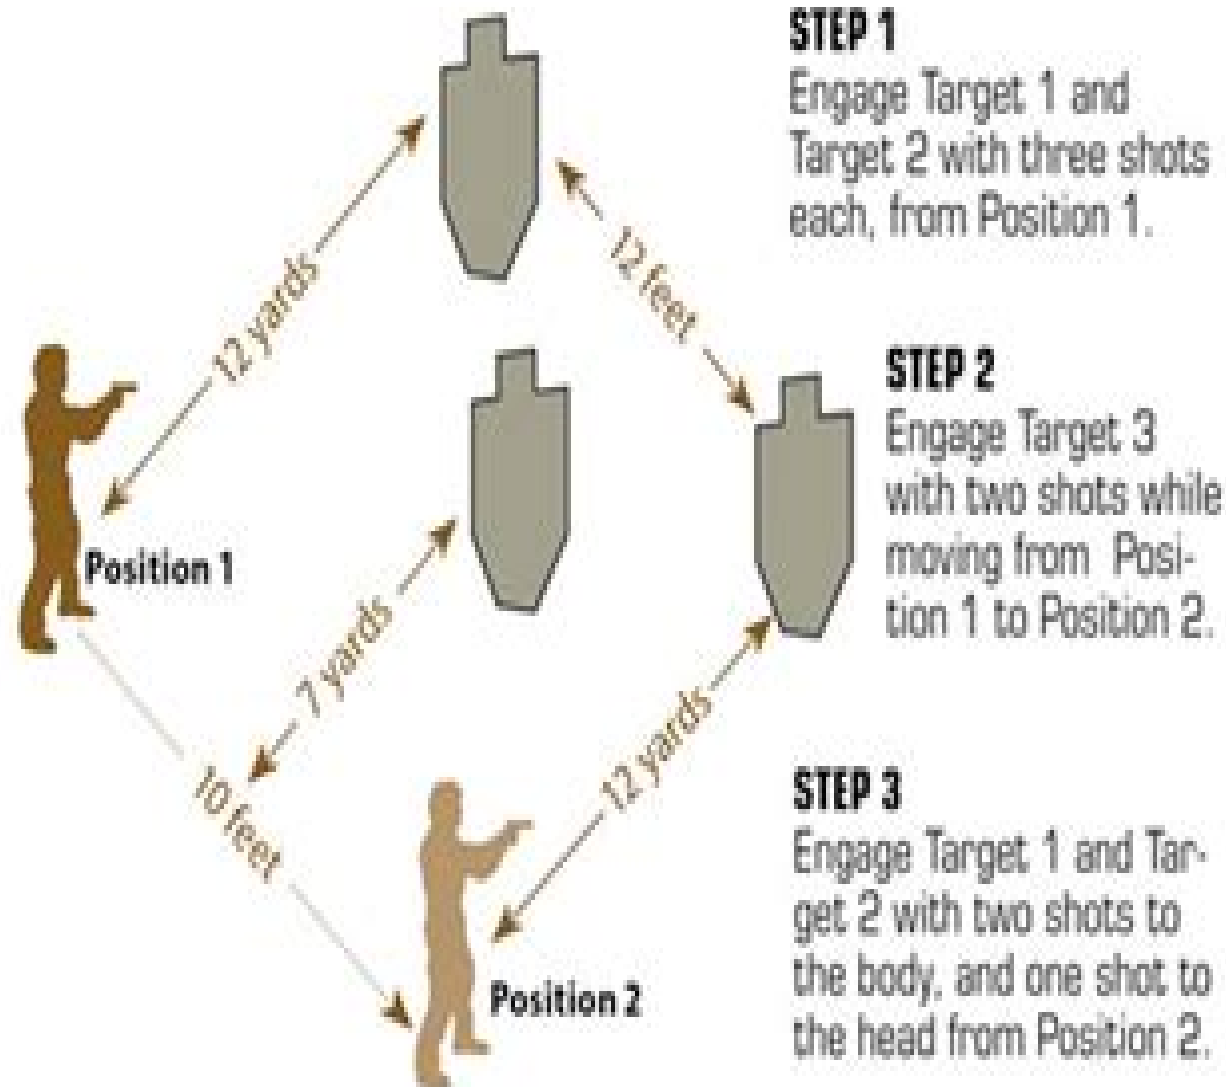 STEP 1
Engage Target 1 and
Target 2 with three shots
each, from Position 1.
12 yards
12 feet
STEP 2
Engage Target 3
with two shots while
moving from Posi-
tion 1 to Position 2.
Position 1
7 yards
10 feet
12 yards
STEP 3
Engage Target 1 and Tar-
get 2 with two shots to
the body, and one shot to
the head from Position 2.
Position 2